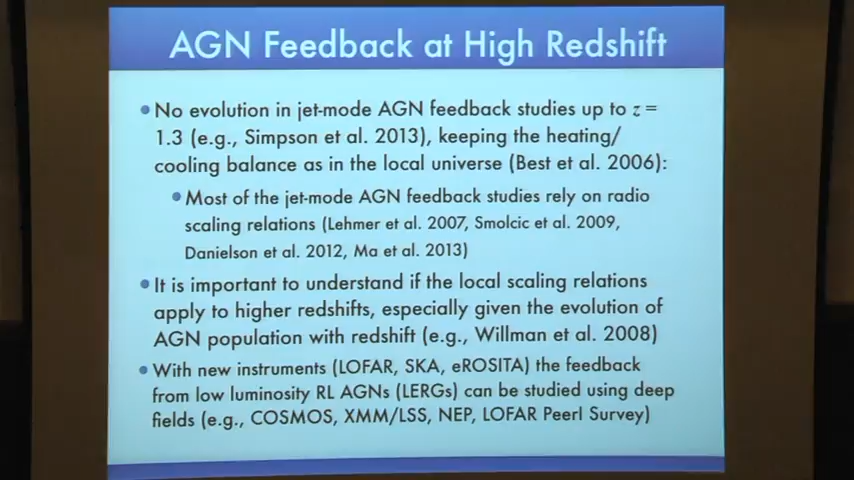 AGN Feedback at High Redshift
• No evolution in jet-mode AGN feedback studies up to z =
1.3 (e.g., Simpson et al. 2013), keeping the heating/
cooling balance as in the local universe (Best et al. 2006):
• Most of the jet-mode AGN feedback studies rely on radio
scaling relations (Lehmer et al. 2007, Smolcic et al. 2009,
Danielson et al. 2012, Ma et al. 2013)
• It is important to understand if the local scaling relations
apply to higher redshifts, especially given the evolution of
AGN population with redshift (e.g., Willman et al. 2008)
• With new instruments (LOFAR, SKA, eROSITA) the feedback
from low luminosity RL AGNs (LERGs) can be studied using deep
fields (e.g., COSMOS, XMM/LSS, NEP, LOFAR Peerl Survey)